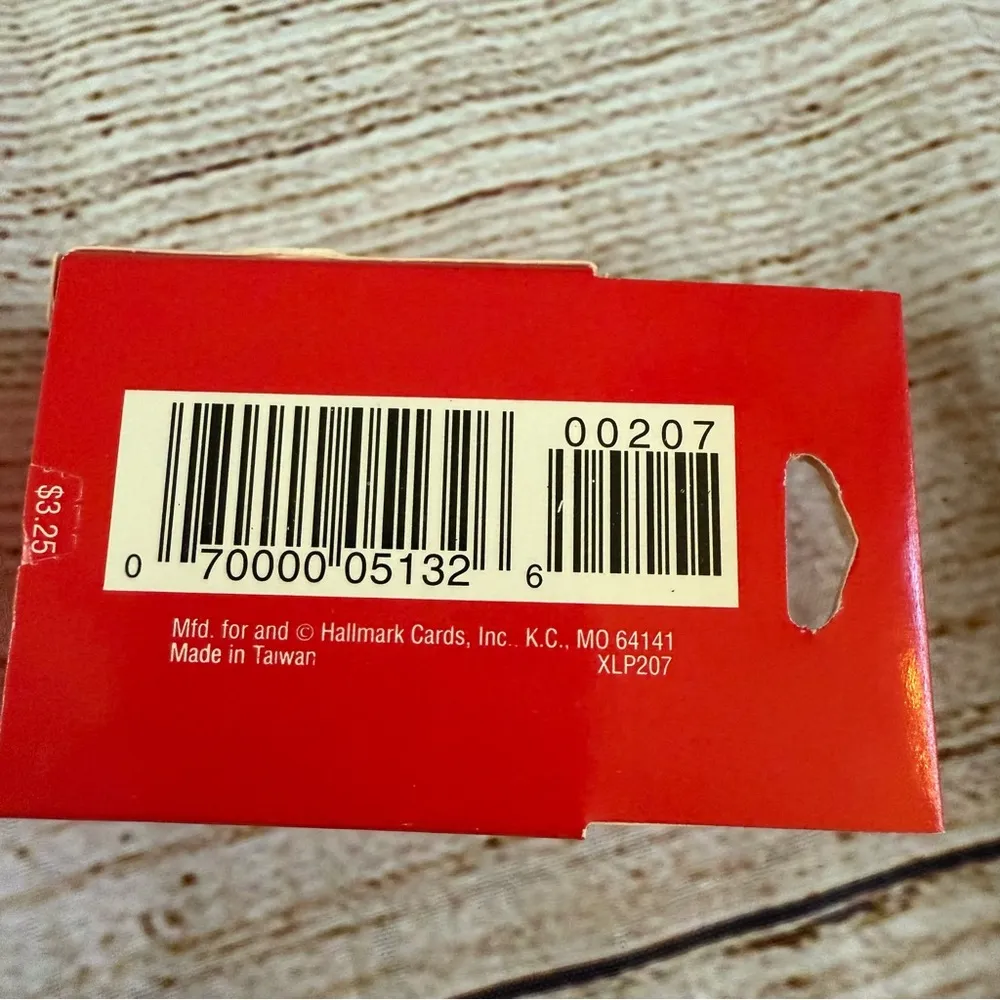 00207
0 70000 05132 6
$3.25
Mfd. for and © Hallmark Cards, Inc., K.C., MO 64141
Made in Taiwan
XLP207